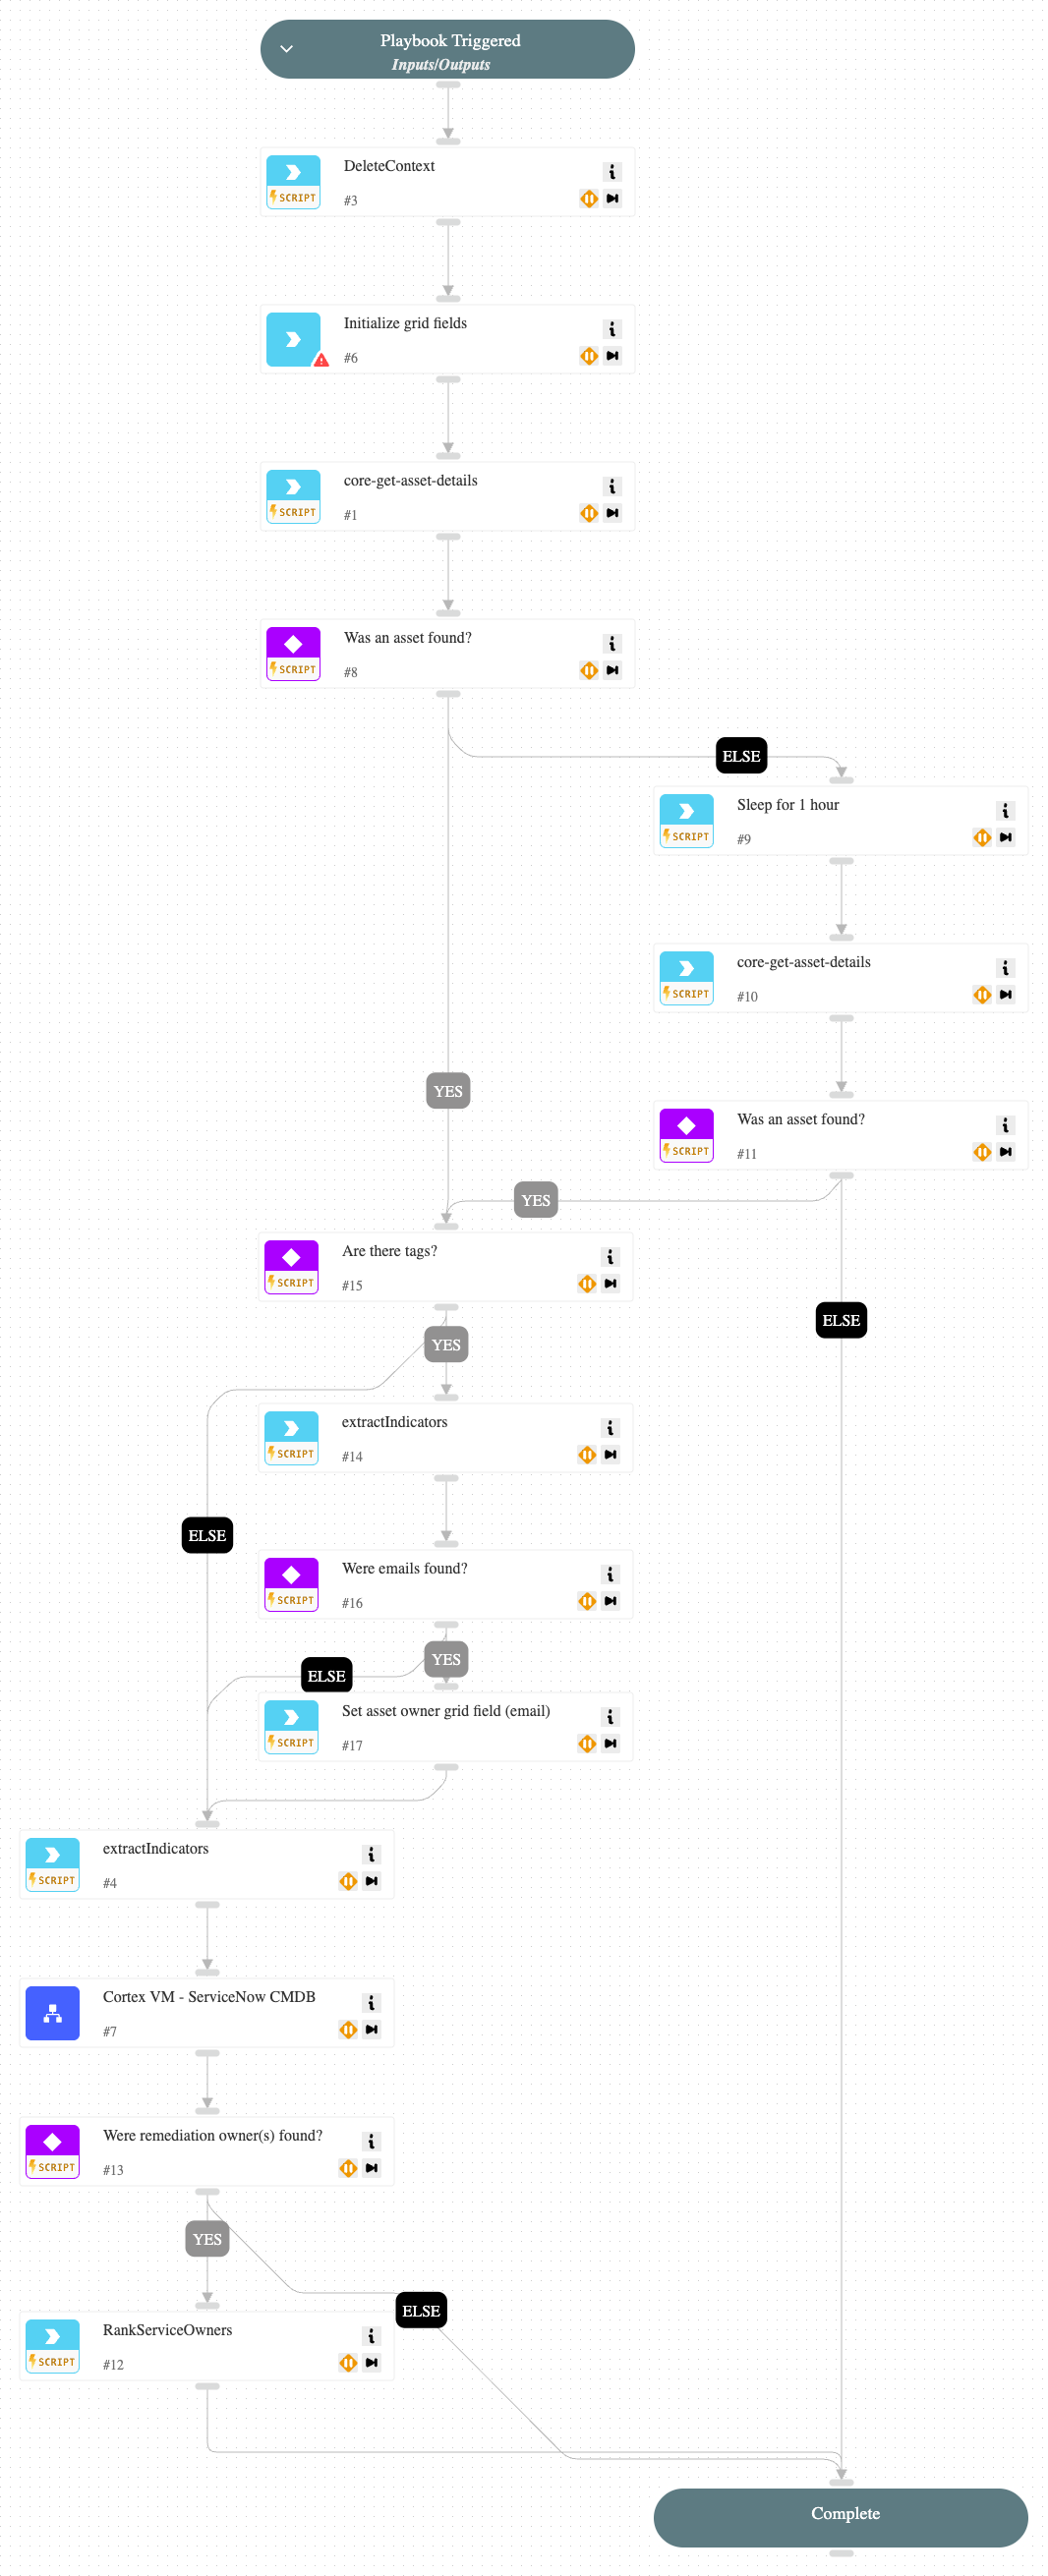 Playbook Triggered
Inputs/Outputs
DeleteContext
SCRIPT
#3
Initialize grid fields
#6
core-get-asset-details
SCRIPT
#1
Was an asset found?
SCRIPT
#8
ELSE
Sleep for 1 hour
SCRIPT
#9
core-get-asset-details
SCRIPT
#10
YES
Was an asset found?
SCRIPT
#11
YES
Are there tags?
SCRIPT
#15
ELSE
YES
extractIndicators
SCRIPT
#14
ELSE
Were emails found?
SCRIPT
#16
YES
ELSE
Set asset owner grid field (email)
SCRIPT
#17
extractIndicators
SCRIPT
#4
Cortex VM - ServiceNow CMDB
#7
Were remediation owner(s) found?
SCRIPT
#13
YES
ELSE
RankServiceOwners
SCRIPT
#12
Complete